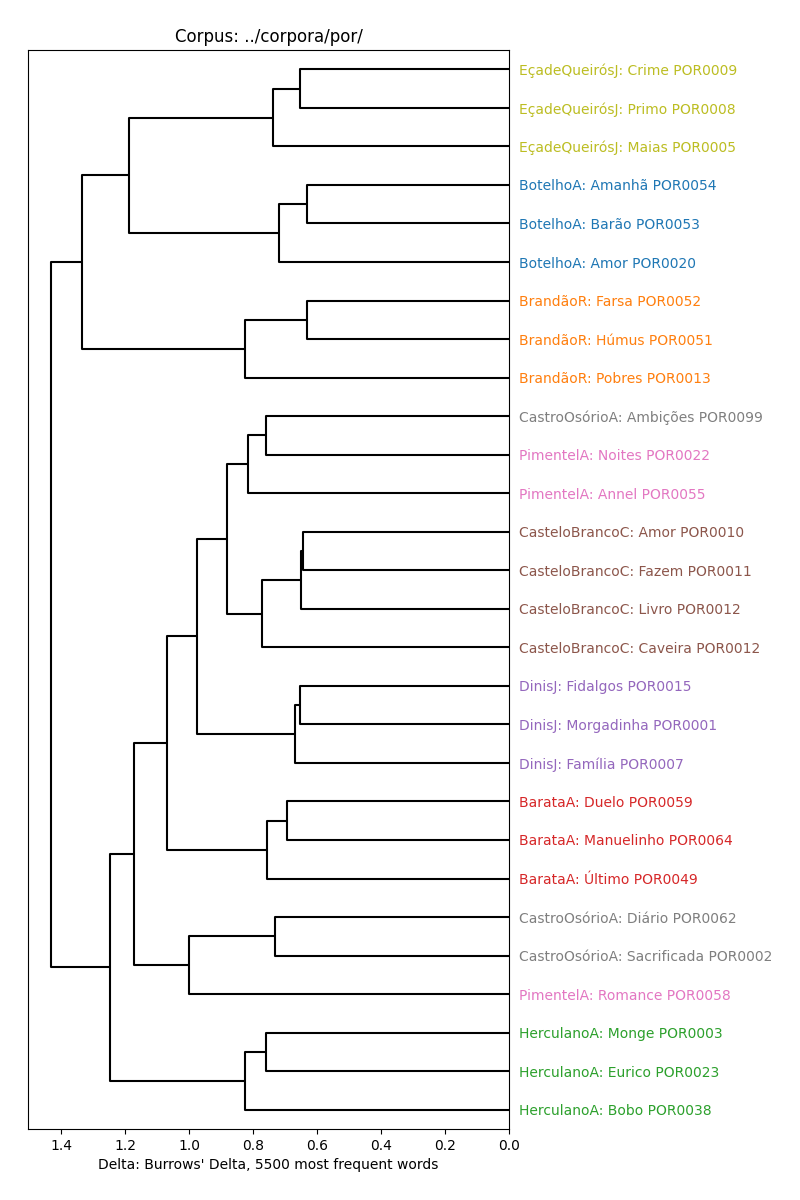 Corpus: ../corpora/por/
EçadeQueirósJ: Crime POR0009
EçadeQueirósJ: Primo POR0008
EçadeQueirósJ: Maias POR0005
BotelhoA: Amanhã POR0054
BotelhoA: Barão POR0053
BotelhoA: Amor POR0020
BrandãoR: Farsa POR0052
BrandãoR: Húmus POR0051
BrandãoR: Pobres POR0013
CastroOsórioA: Ambições POR0099
PimentelA: Noites POR0022
PimentelA: Annel POR0055
CasteloBrancoC: Amor POR0010
CasteloBrancoC: Fazem POR0011
CasteloBrancoC: Livro POR0012
CasteloBrancoC: Caveira POR0012
DinisJ: Fidalgos POR0015
DinisJ: Morgadinha POR0001
DinisJ: Família POR0007
BarataA: Duelo POR0059
BarataA: Manuelinho POR0064
BarataA: Último POR0049
CastroOsórioA: Diário POR0062
CastroOsórioA: Sacrificada POR0002
PimentelA: Romance POR0058
HerculanoA: Monge POR0003
HerculanoA: Eurico POR0023
HerculanoA: Bobo POR0038
1.4 1.2 1.0 0.8 0.6 0.4 0.2 0.0
Delta: Burrows' Delta, 5500 most frequent words